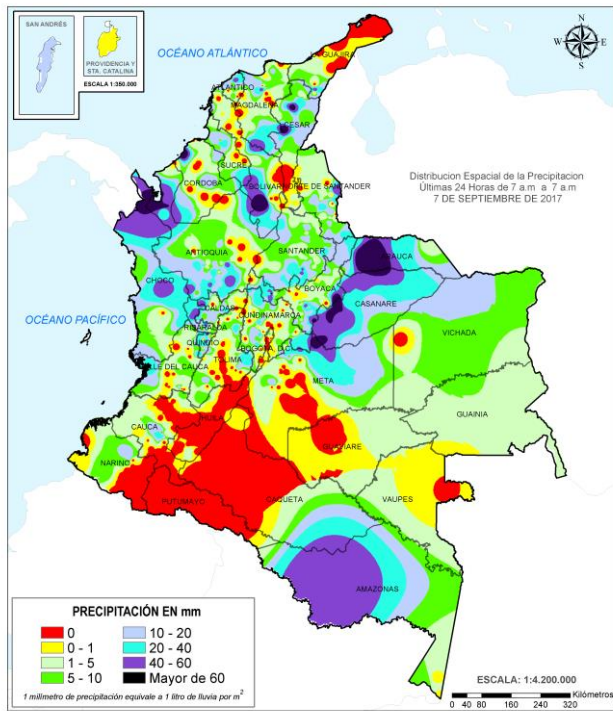 SAN ANDRÉS
PROVIDENCIA Y
STA. CATALINA
ESCALA 1:350.000
OCÉANO ATLÁNTICO
N
W
E
S
LA GUAJIRA
ATLANTICO
MAGDALENA
CESAR
SUCRE
CORDOBA
BOLIVAR
NORTE DE SANTANDER
Distribucion Espacial de la Precipitacion
Últimas 24 Horas de 7 a.m a 7 a.m
7 DE SEPTIEMBRE DE 2017
ANTIOQUIA
SANTANDER
ARAUCA
CHOCO
BOYACA
CASANARE
OCÉANO PACÍFICO
CALDAS
CUNDINAMARCA
RISARALDA
VICHADA
QUINDIO
BOGOTA, D.C.
TOLIMA
VALLE DEL CAUCA
META
GUAINIA
CAUCA
HUILA
GUAVIARE
NARIÑO
PUTUMAYO
CAQUETA
VAUPES
AMAZONAS
PRECIPITACIÓN EN mm
0
0 - 1
1 - 5
5 - 10
10 - 20
20 - 40
40 - 60
Mayor de 60
1 milimetro de precipitación equivale a 1 litro de lluvia por m2
ESCALA: 1:4.200.000
Kilómetros
0 40 80 160 240 320